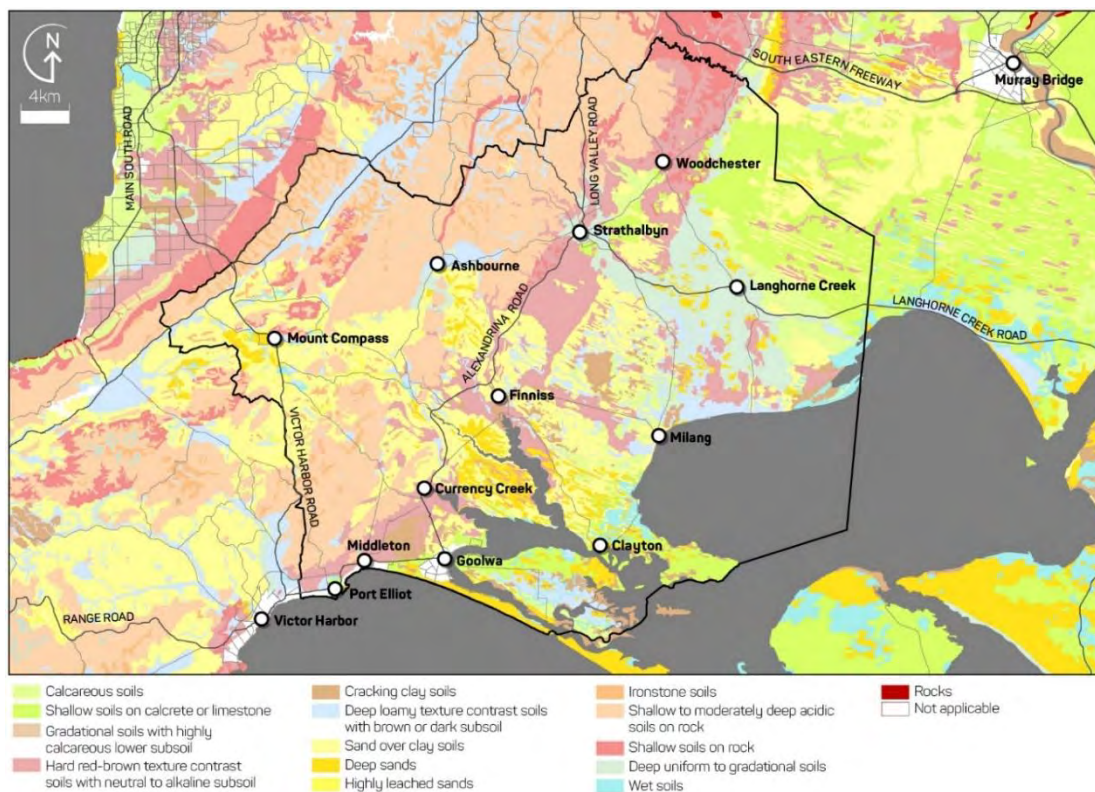 N
4km
MAIN SOUTH ROAD
LONG VALLEY ROAD
SOUTH EASTERN FREEWAY
Murray Bridge
Woodchester
Strathalbyn
Ashbourne
Langhorne Creek
LANGHORNE CREEK ROAD
ALEXANDRINA ROAD
Mount Compass
Finniss
VICTOR HARBOR ROAD
Milang
Currency Creek
Middleton
Goolwa
Clayton
Port Elliot
Victor Harbor
RANGE ROAD
Calcareous soils
Shallow soils on calcrete or limestone
Gradational soils with highly
calcareous lower subsoil
Hard red-brown texture contrast
soils with neutral to alkaline subsoil
Cracking clay soils
Deep loamy texture contrast soils
with brown or dark subsoil
Sand over clay soils
Deep sands
Highly leached sands
Ironstone soils
Shallow to moderately deep acidic
soils on rock
Shallow soils on rock
Deep uniform to gradational soils
Wet soils
Rocks
Not applicable